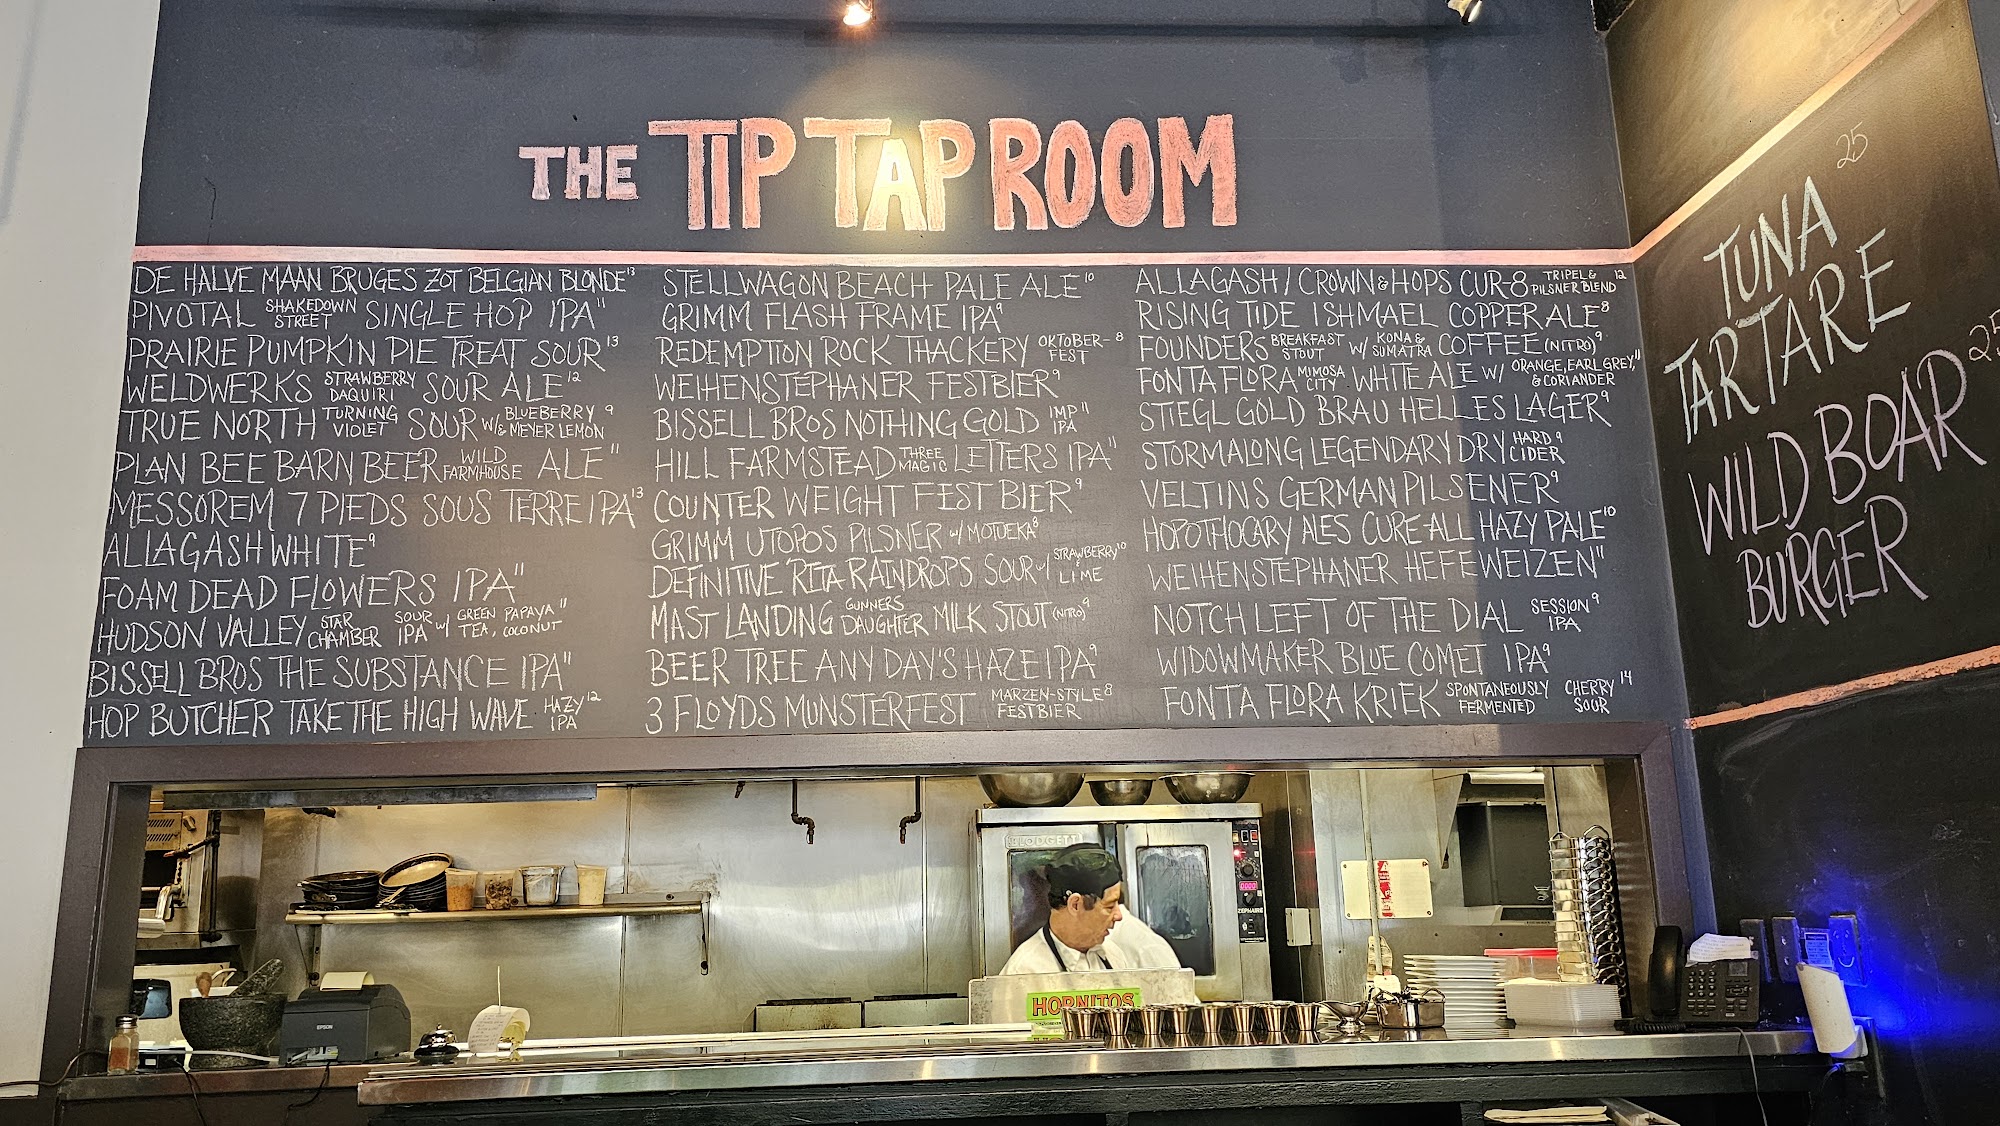 THE TIP TAP ROOM
DE HALVE MAAN BRUGES ZOT BELGIAN BLONDE 13
PIVOTAL SHAKEDOWN STREET SINGLE HOP IPA 11
PRAIRIE PUMPKIN PIE TREAT SOUR 13
WELDWERKS STRAWBERRY DAQUIRI SOUR ALE 12
TRUE NORTH TURNING VIOLET SOUR W/ BLUEBERRY & MEYER LEMON 9
PLAN BEE BARN BEER WILD FARMHOUSE ALE 11
MESSOREM 7 PIEDS SOUS TERRE IPA 13
ALLAGASH WHITE 9
FOAM DEAD FLOWERS IPA 11
HUDSON VALLEY STAR CHAMBER SOUR IPA W/ GREEN PAPAYA TEA, COCONUT 11
BISSELL BROS THE SUBSTANCE IPA 11
HOP BUTCHER TAKE THE HIGH WAVE HAZY IPA 12
STELLWAGON BEACH PALE ALE 10
GRIMM FLASH FRAME IPA 9
REDEMPTION ROCK THACKERY OKTOBER-FEST 8
WEIHENSTEPHANER FESTBIER 9
BISSELL BROS NOTHING GOLD IMP IPA 11
HILL FARMSTEAD THREE MAGIC LETTERS IPA 11
COUNTER WEIGHT FEST BIER 9
GRIMM UTOPOS PILSNER W/ MOTUEKA 8
DEFINITIVE RITA RAINDROPS SOUR W/ STRAWBERRY & LIME 10
MAST LANDING GUNNERS DAUGHTER MILK STOUT (NITRO) 9
BEER TREE ANY DAY'S HAZE IPA 9
3 FLOYDS MUNSTERFEST MARZEN-STYLE FESTBIER 8
ALLAGASH / CROWN & HOPS CUR-8 TRIPEL & PILSNER BLEND 12
RISING TIDE ISHMAEL COPPER ALE 8
FOUNDERS BREAKFAST STOUT W/ KONA & SUMATRA COFFEE (NITRO) 9
FONTA FLORA MIMOSA CITY WHITE ALE W/ ORANGE, EARL GREY, & CORIANDER 11
STIEGL GOLD BRAU HELLES LAGER 9
STORMALONG LEGENDARY DRY HARD CIDER 9
VELTINS GERMAN PILSENER 9
HOPOTHOCARY ALES CURE-ALL HAZY PALE 10
WEIHENSTEPHANER HEFE WEIZEN 11
NOTCH LEFT OF THE DIAL SESSION IPA 9
WIDOWMAKER BLUE COMET IPA 9
FONTA FLORA KRIEK SPONTANEOUSLY FERMENTED CHERRY SOUR 14
TUNA TARTARE 25
WILD BOAR BURGER 25
BLODGETT
ZEPHAIRE
EPSON
HORNITOS